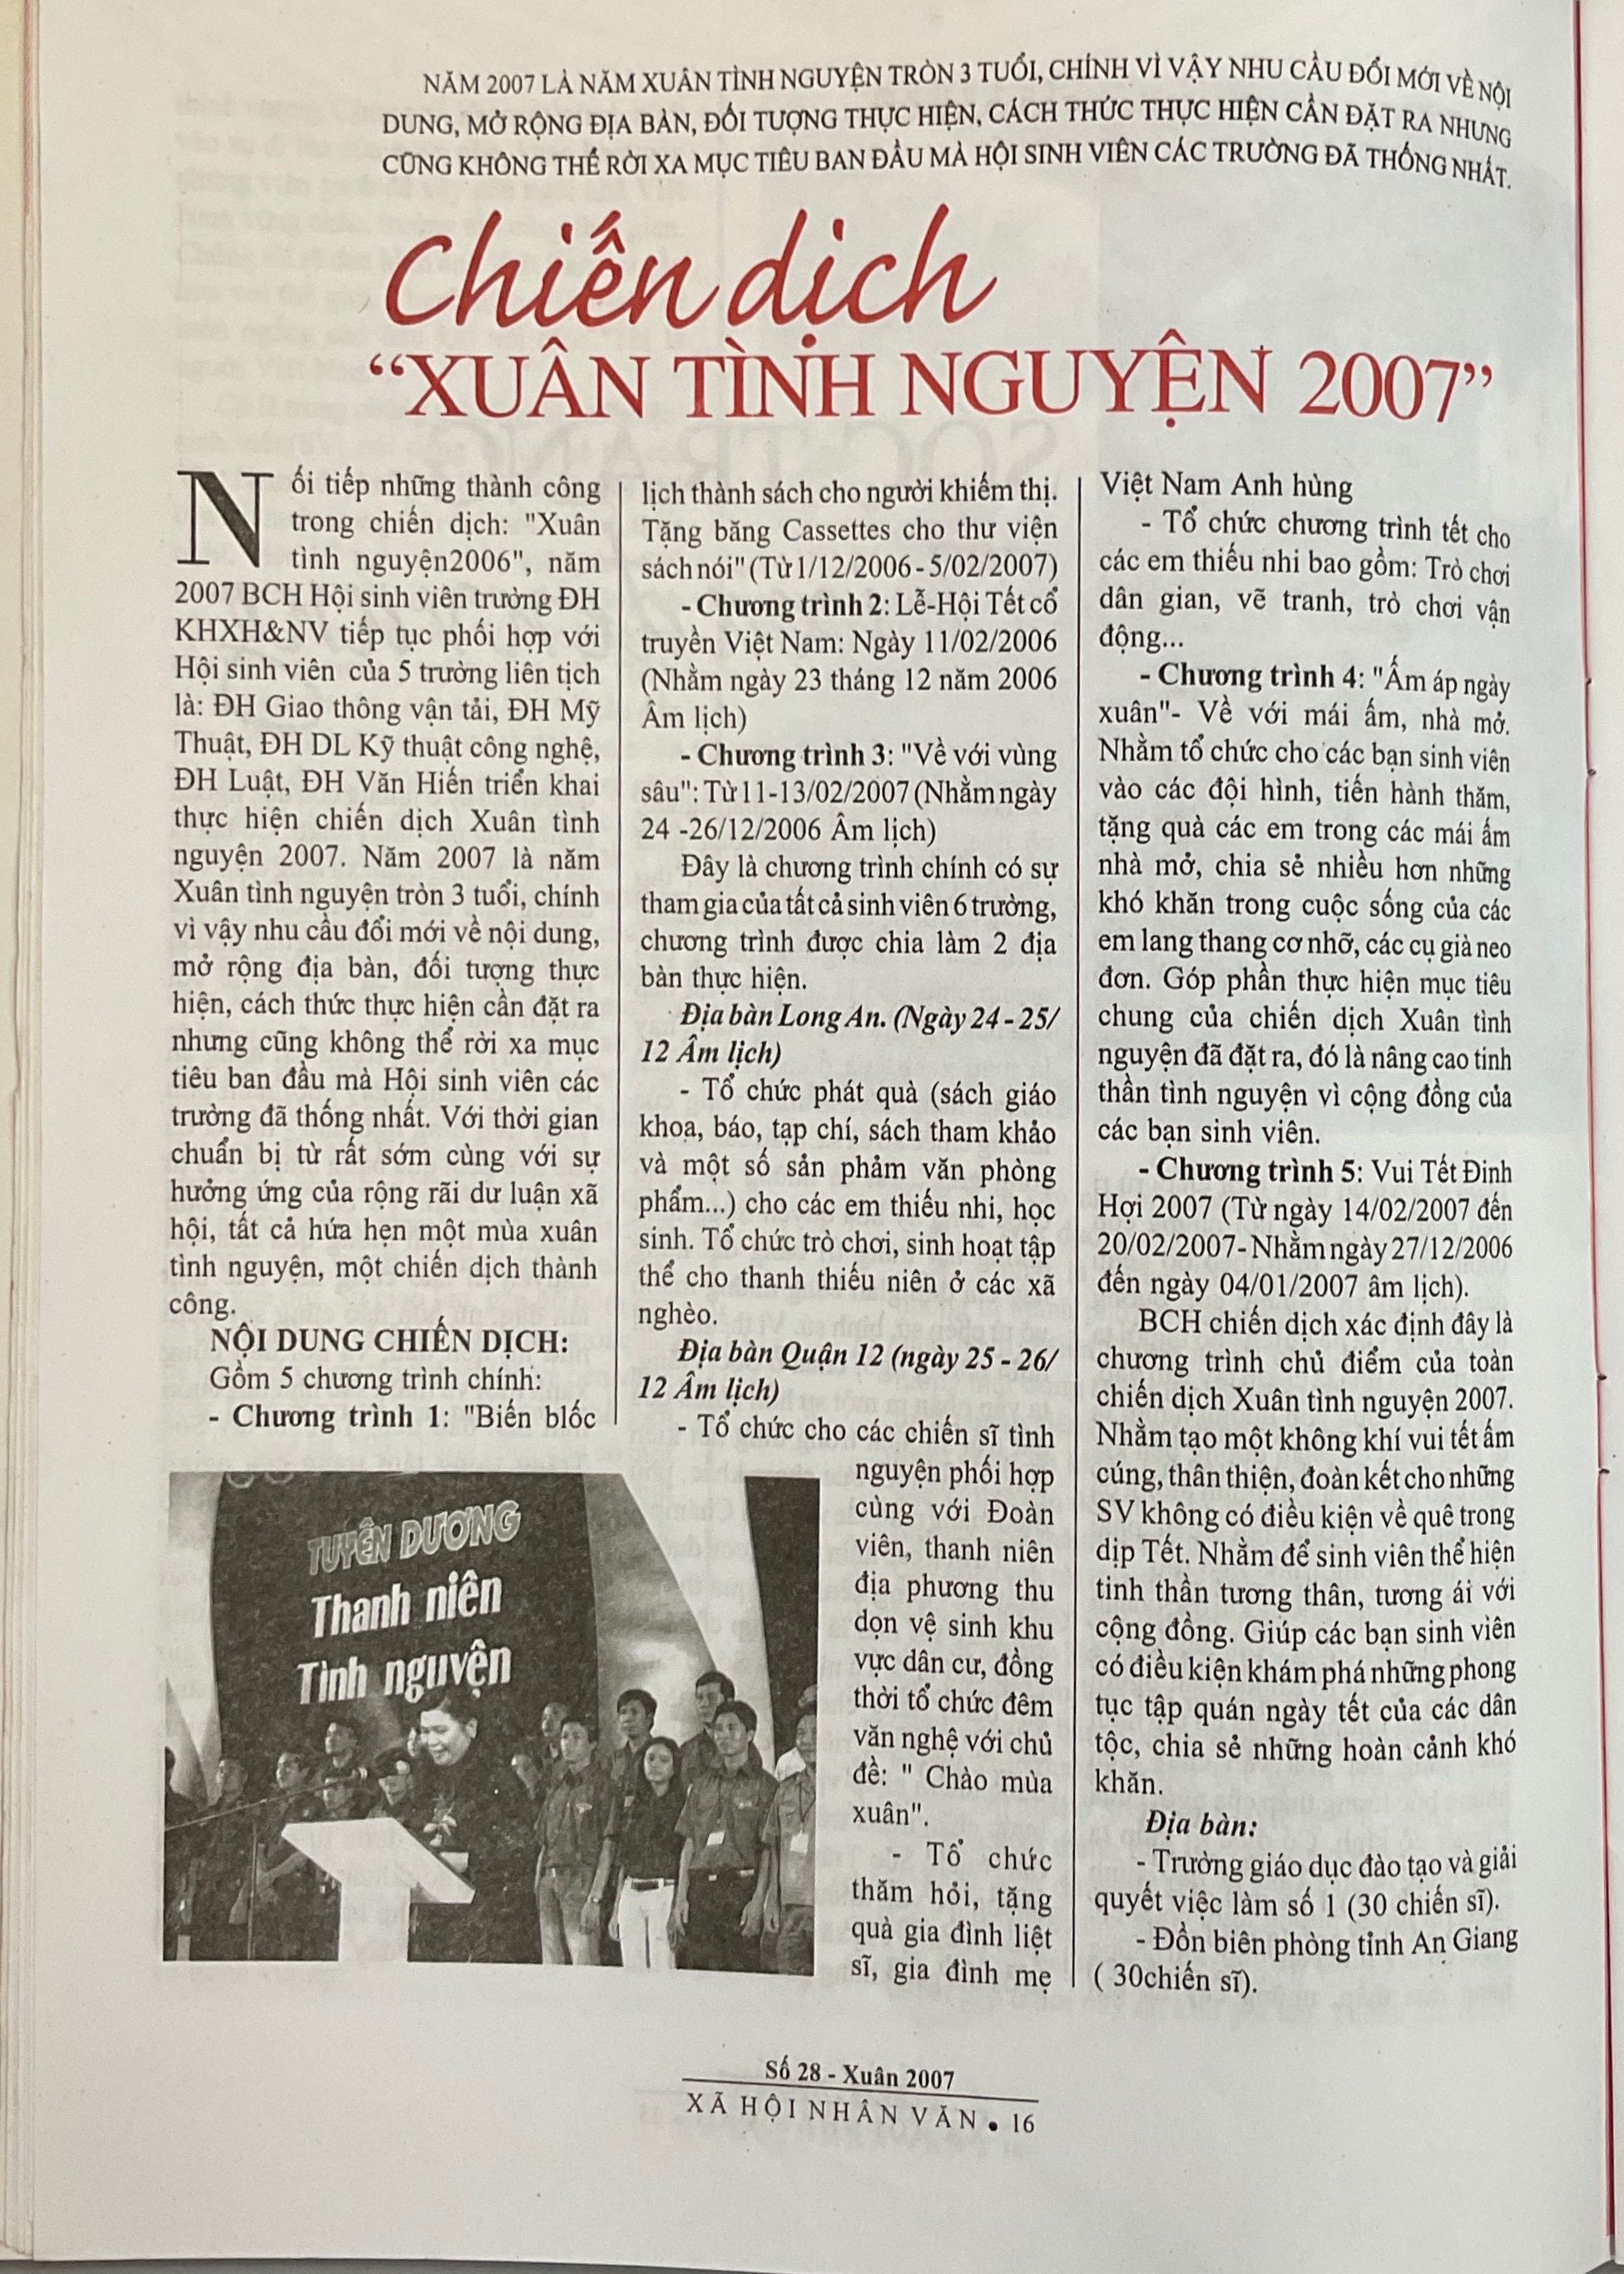 NĂM 2007 LÀ NĂM XUÂN TÌNH NGUYỆN TRÒN 3 TUỔI, CHÍNH VÌ VẬY NHU CẦU ĐỔI MỚI VỀ NỘI
DUNG, MỞ RỘNG ĐỊA BÀN, ĐỐI TƯỢNG THỰC HIỆN, CÁCH THỨC THỰC HIỆN CẦN ĐẶT RA NHƯNG
CŨNG KHÔNG THỂ RỜI XA MỤC TIÊU BAN ĐẦU MÀ HỘI SINH VIÊN CÁC TRƯỜNG ĐÃ THỐNG NHẤT.
Chiến dịch
“XUÂN TÌNH NGUYỆN 2007”
Nối tiếp những thành công
trong chiến dịch: "Xuân
tình nguyện2006", năm
2007 BCH Hội sinh viên trường ĐH
KHXH&NV tiếp tục phối hợp với
Hội sinh viên của 5 trường liên tịch
là: ĐH Giao thông vận tải, ĐH Mỹ
Thuật, ĐH DL Kỹ thuật công nghệ,
ĐH Luật, ĐH Văn Hiến triển khai
thực hiện chiến dịch Xuân tình
nguyện 2007. Năm 2007 là năm
Xuân tình nguyện tròn 3 tuổi, chính
vì vậy nhu cầu đổi mới về nội dung,
mở rộng địa bàn, đối tượng thực
hiện, cách thức thực hiện cần đặt ra
nhưng cũng không thể rời xa mục
tiêu ban đầu mà Hội sinh viên các
trường đã thống nhất. Với thời gian
chuẩn bị từ rất sớm cùng với sự
hưởng ứng của rộng rãi dư luận xã
hội, tất cả hứa hẹn một mùa xuân
tình nguyện, một chiến dịch thành
công.
NỘI DUNG CHIẾN DỊCH:
Gồm 5 chương trình chính:
- Chương trình 1: "Biến blốc
lịch thành sách cho người khiếm thị.
Tặng băng Cassettes cho thư viện
sách nói" (Từ 1/12/2006 - 5/02/2007)
- Chương trình 2: Lễ-Hội Tết cổ
truyền Việt Nam: Ngày 11/02/2006
(Nhằm ngày 23 tháng 12 năm 2006
Âm lịch)
- Chương trình 3: "Về với vùng
sâu": Từ 11-13/02/2007 (Nhằm ngày
24 -26/12/2006 Âm lịch)
Đây là chương trình chính có sự
tham gia của tất cả sinh viên 6 trường,
chương trình được chia làm 2 địa
bàn thực hiện.
Địa bàn Long An. (Ngày 24 - 25/
12 Âm lịch)
- Tổ chức phát quà (sách giáo
khoa, báo, tạp chí, sách tham khảo
và một số sản phảm văn phòng
phẩm...) cho các em thiếu nhi, học
sinh. Tổ chức trò chơi, sinh hoạt tập
thể cho thanh thiếu niên ở các xã
nghèo.
Địa bàn Quận 12 (ngày 25 - 26/
12 Âm lịch)
- Tổ chức cho các chiến sĩ tình
nguyện phối hợp
cùng với Đoàn
viên, thanh niên
địa phương thu
dọn vệ sinh khu
vực dân cư, đồng
thời tổ chức đêm
văn nghệ với chủ
đề: " Chào mùa
xuân".
- Tổ chức
thăm hỏi, tặng
quà gia đình liệt
sĩ, gia đình mẹ
Việt Nam Anh hùng
- Tổ chức chương trình tết cho
các em thiếu nhi bao gồm: Trò chơi
dân gian, vẽ tranh, trò chơi vận
động...
- Chương trình 4: "Ấm áp ngày
xuân"- Về với mái ấm, nhà mở.
Nhằm tổ chức cho các bạn sinh viên
vào các đội hình, tiến hành thăm,
tặng quà các em trong các mái ấm
nhà mở, chia sẻ nhiều hơn những
khó khăn trong cuộc sống của các
em lang thang cơ nhỡ, các cụ già neo
đơn. Góp phần thực hiện mục tiêu
chung của chiến dịch Xuân tình
nguyện đã đặt ra, đó là nâng cao tinh
thần tình nguyện vì cộng đồng của
các bạn sinh viên.
- Chương trình 5: Vui Tết Đinh
Hợi 2007 (Từ ngày 14/02/2007 đến
20/02/2007- Nhằm ngày 27/12/2006
đến ngày 04/01/2007 âm lịch).
BCH chiến dịch xác định đây là
chương trình chủ điểm của toàn
chiến dịch Xuân tình nguyện 2007.
Nhằm tạo một không khí vui tết ấm
cúng, thân thiện, đoàn kết cho những
SV không có điều kiện về quê trong
dịp Tết. Nhằm để sinh viên thể hiện
tinh thần tương thân, tương ái với
cộng đồng. Giúp các bạn sinh viên
có điều kiện khám phá những phong
tục tập quán ngày tết của các dân
tộc, chia sẻ những hoàn cảnh khó
khăn.
Địa bàn:
- Trường giáo dục đào tạo và giải
quyết việc làm số 1 (30 chiến sĩ).
- Đồn biên phòng tỉnh An Giang
( 30chiến sĩ).
TUYÊN DƯƠNG
Thanh niên
Tình nguyện
Số 28 - Xuân 2007
XÃ HỘI NHÂN VĂN • 16